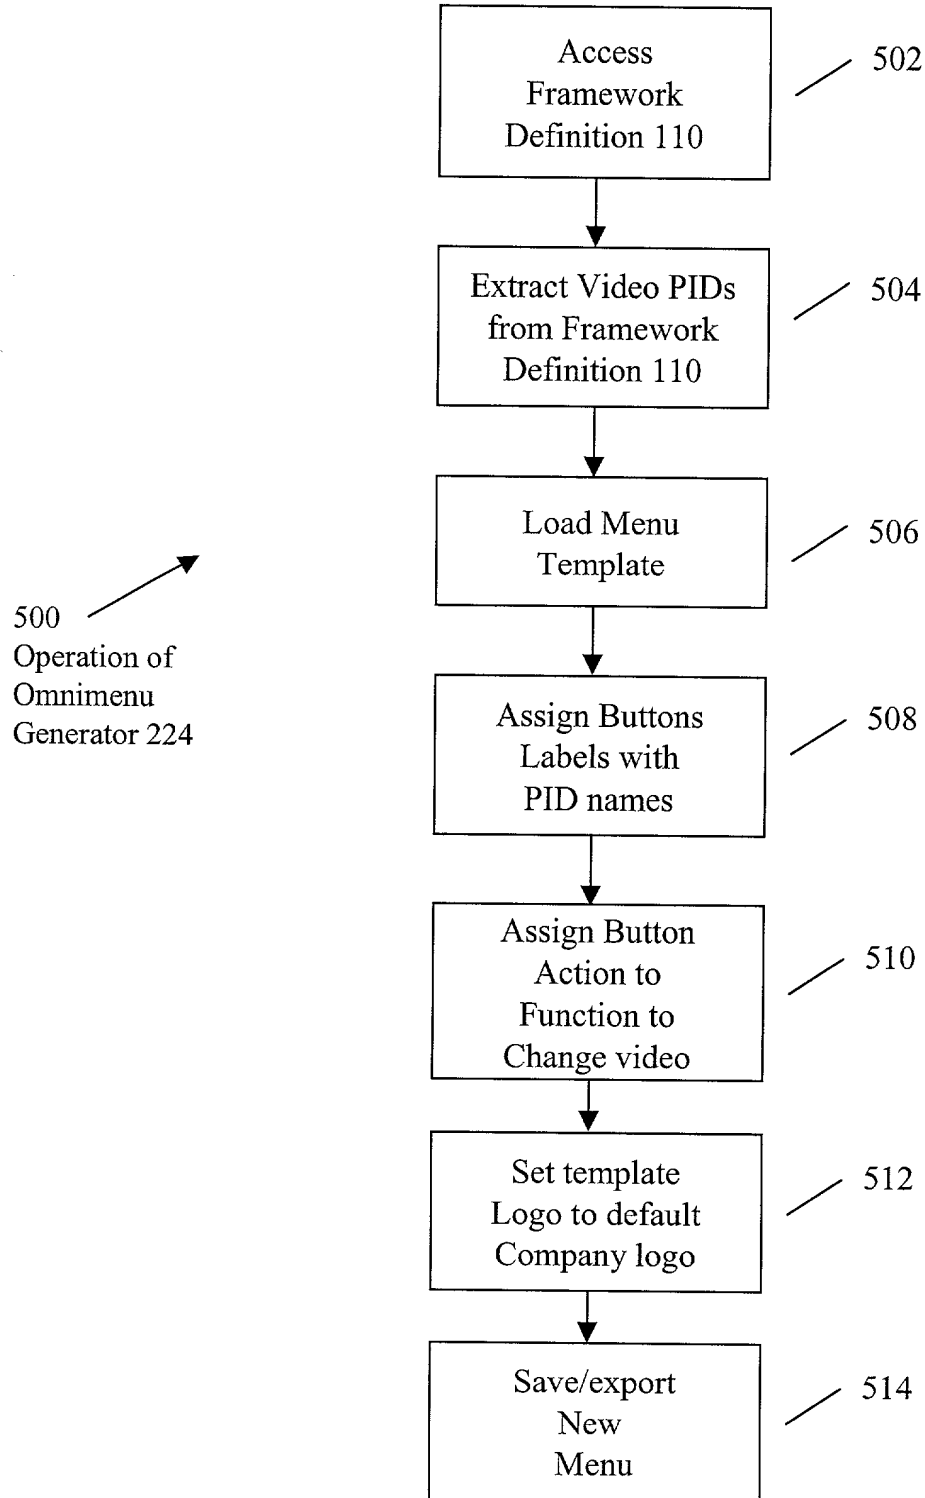 Access
Framework
Definition 110
502
Extract Video PIDs
from Framework
Definition 110
504
Load Menu
Template
506
500
Operation of
Omnimenu
Generator 224
Assign Buttons
Labels with
PID names
508
Assign Button
Action to
Function to
Change video
510
Set template
Logo to default
Company logo
512
Save/export
New
Menu
514